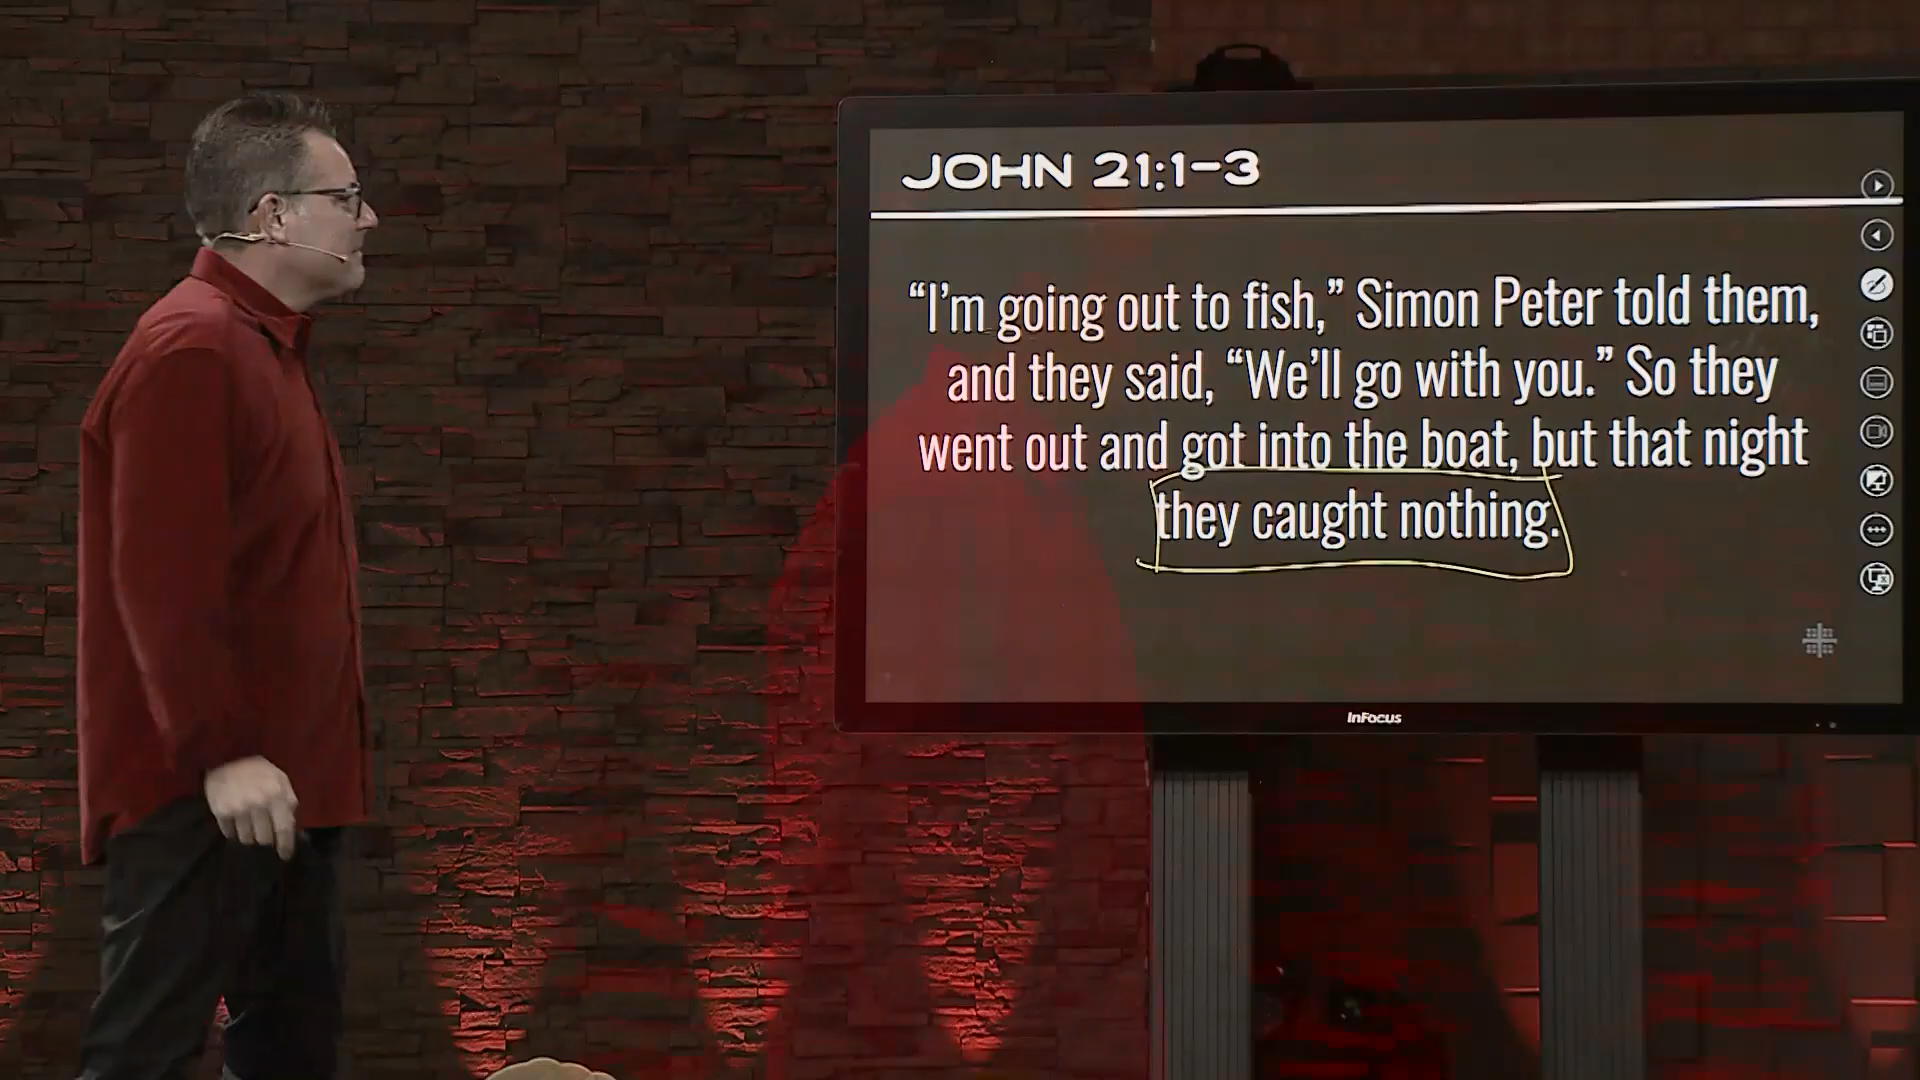 JOHN 21:1-3
“I’m going out to fish,” Simon Peter told them,
and they said, “We’ll go with you.” So they
went out and got into the boat, but that night
they caught nothing.
InFocus